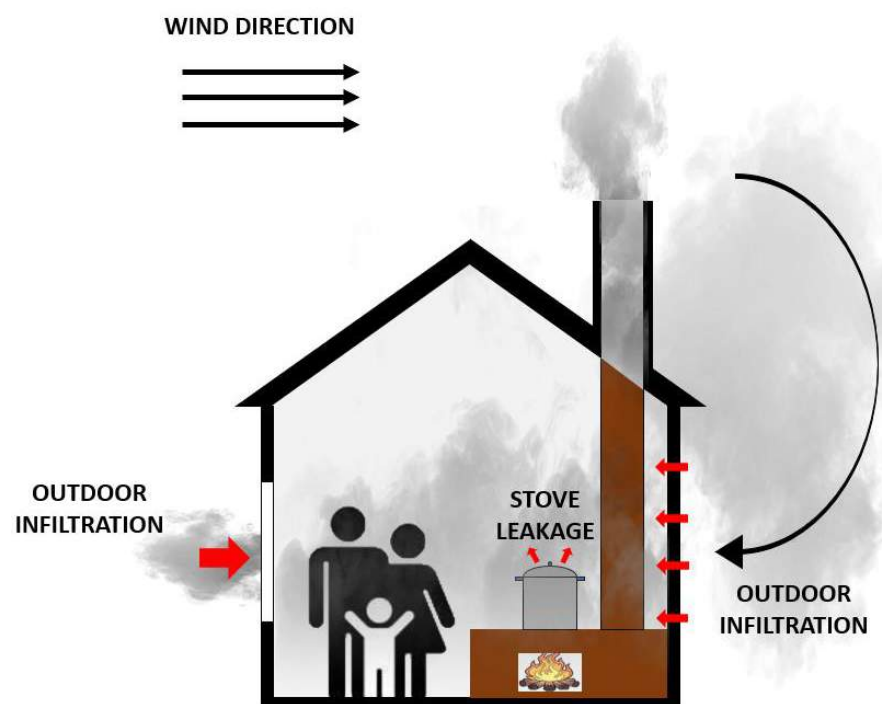 WIND DIRECTION
OUTDOOR
INFILTRATION
STOVE
LEAKAGE
OUTDOOR
INFILTRATION